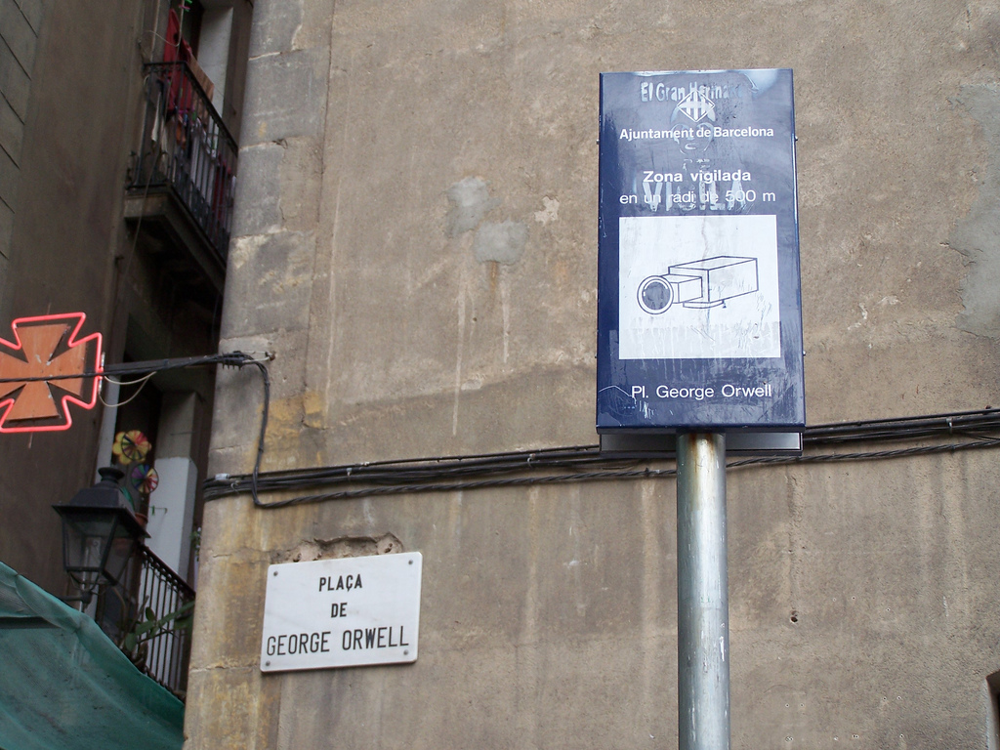 El Gran
Ajuntament de Barcelona
Zona vigilada
en un radi de 500 m
VIGILA
Pl. George Orwell
PLAÇA
DE
GEORGE ORWELL